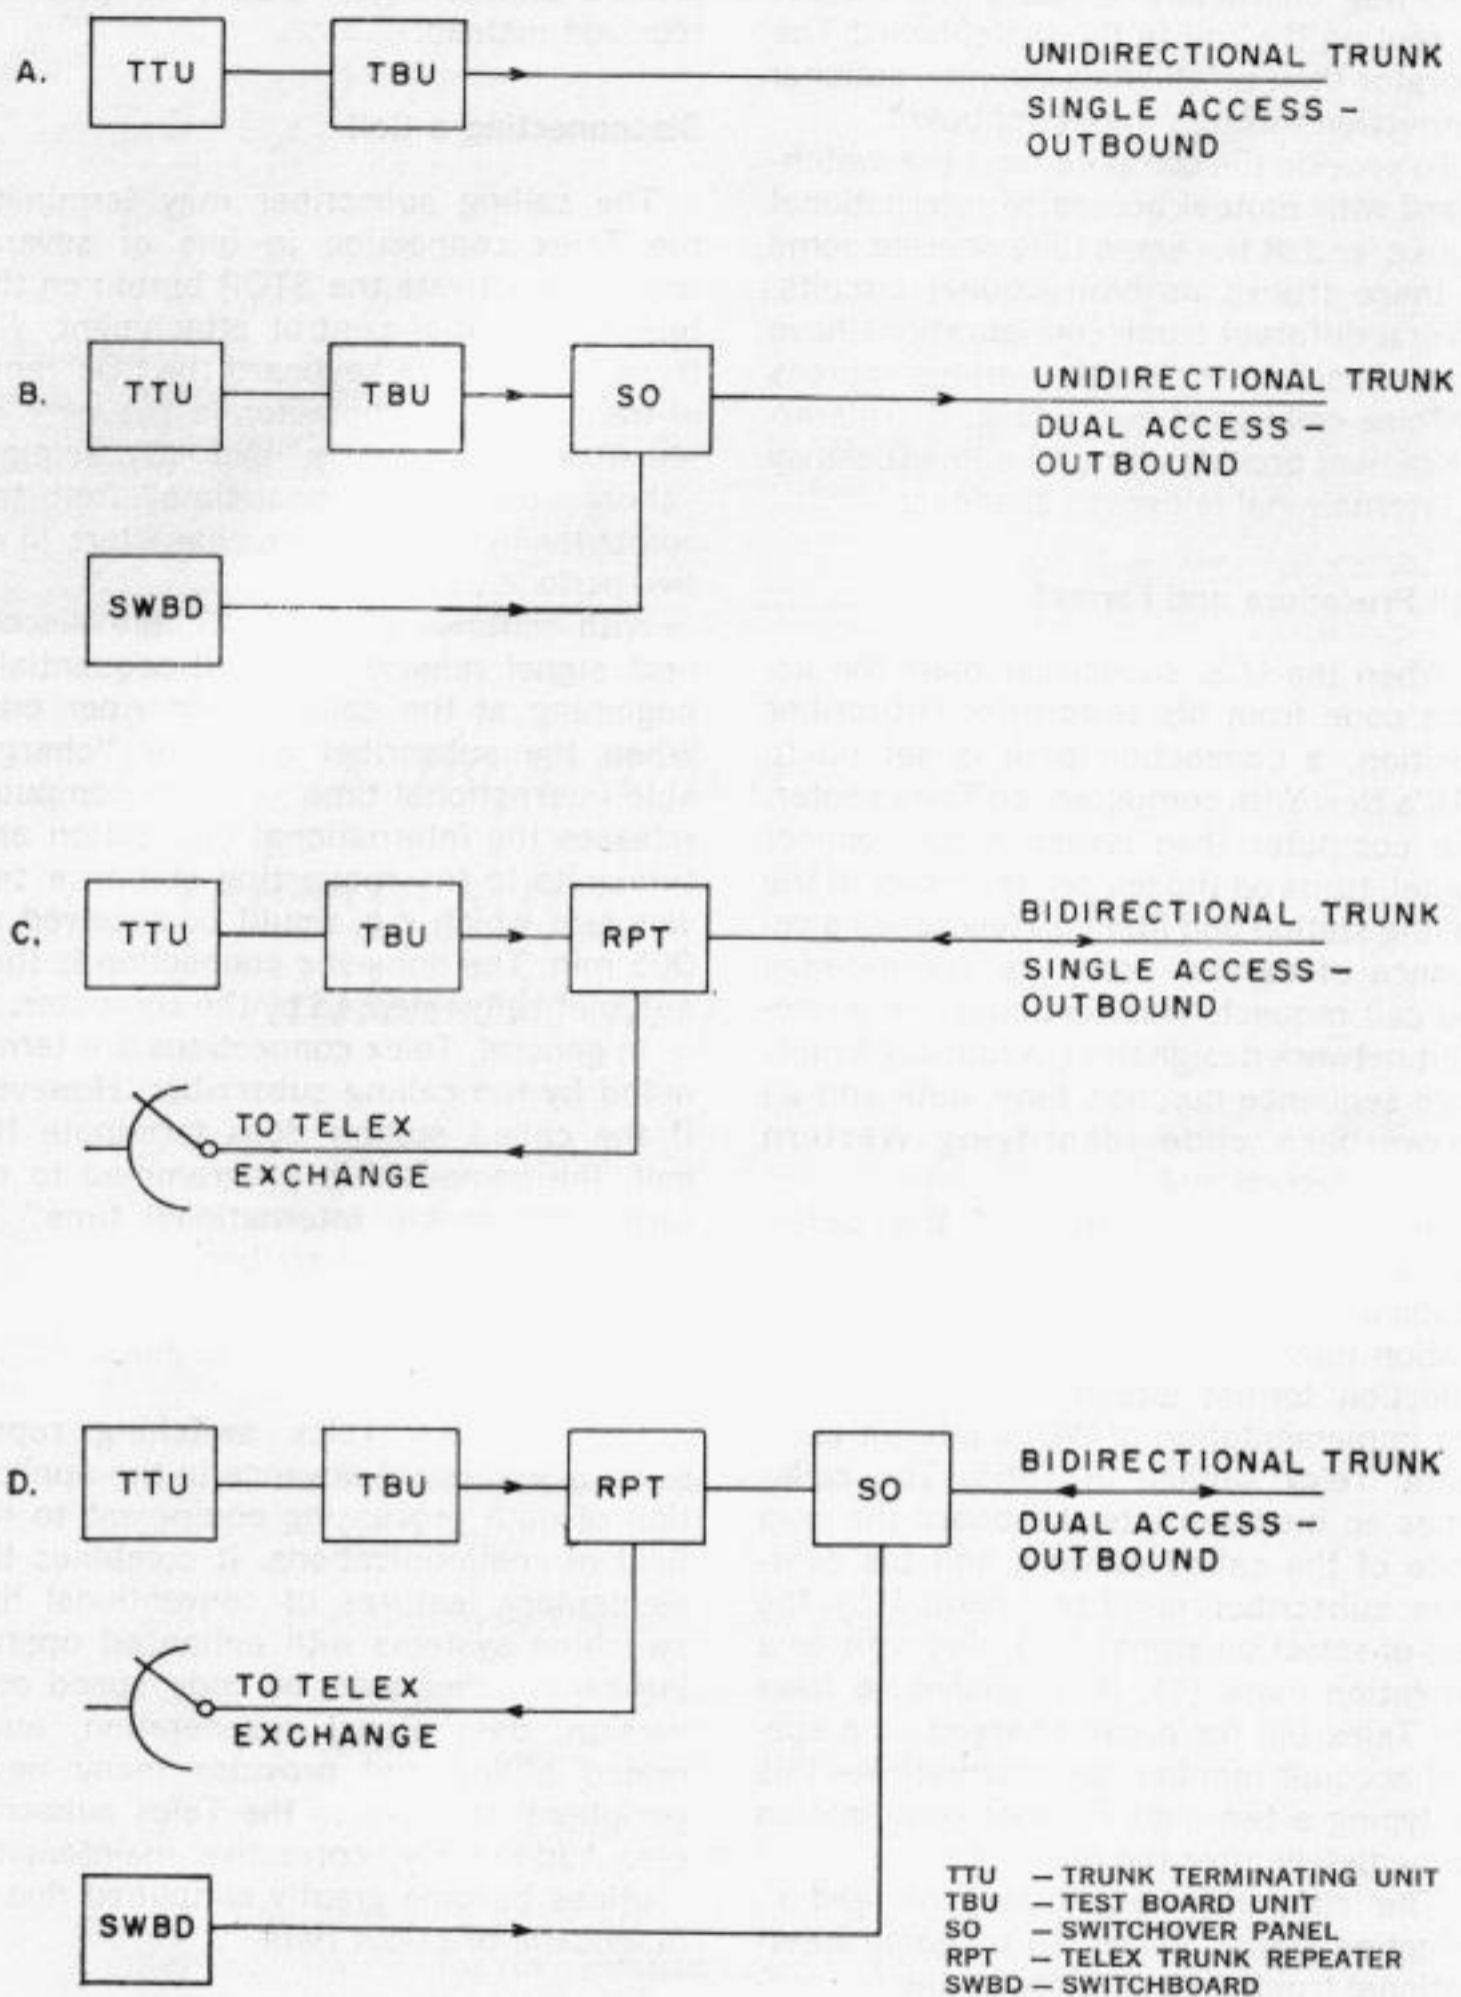 A.
TTU
TBU
UNIDIRECTIONAL TRUNK
SINGLE ACCESS –
OUTBOUND
B.
TTU
TBU
SO
UNIDIRECTIONAL TRUNK
DUAL ACCESS –
OUTBOUND
SWBD
C.
TTU
TBU
RPT
BIDIRECTIONAL TRUNK
SINGLE ACCESS –
OUTBOUND
TO TELEX
EXCHANGE
D.
TTU
TBU
RPT
SO
BIDIRECTIONAL TRUNK
DUAL ACCESS –
OUTBOUND
TO TELEX
EXCHANGE
SWBD
TTU – TRUNK TERMINATING UNIT
TBU – TEST BOARD UNIT
SO – SWITCHOVER PANEL
RPT – TELEX TRUNK REPEATER
SWBD – SWITCHBOARD